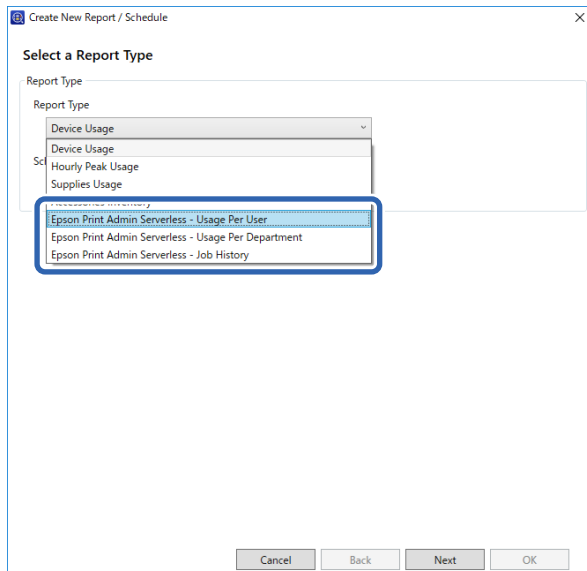 Create New Report / Schedule
Select a Report Type
Report Type
Report Type
Device Usage
Device Usage
Hourly Peak Usage
Supplies Usage
Accessories Inventory
Epson Print Admin Serverless - Usage Per User
Epson Print Admin Serverless - Usage Per Department
Epson Print Admin Serverless - Job History
Cancel Back Next OK